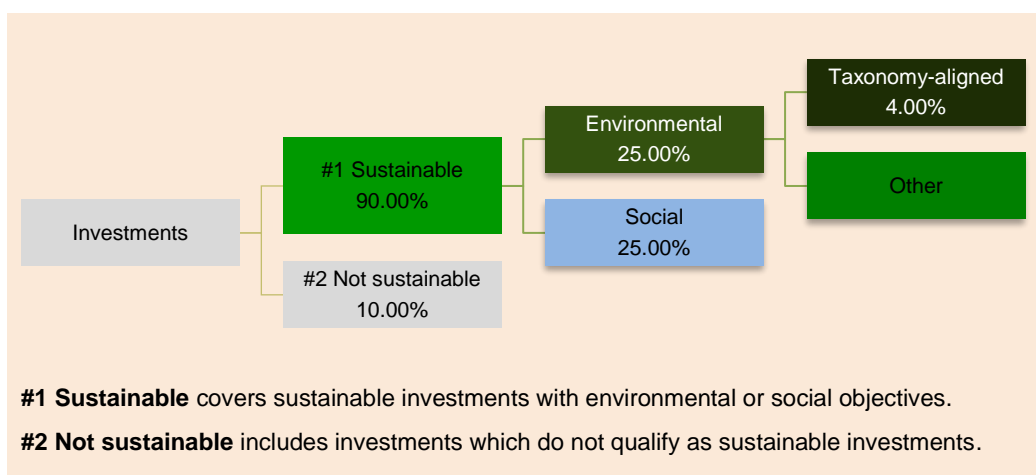 Investments
#1 Sustainable
90.00%
#2 Not sustainable
10.00%
Environmental
25.00%
Social
25.00%
Taxonomy-aligned
4.00%
Other
#1 Sustainable covers sustainable investments with environmental or social objectives.
#2 Not sustainable includes investments which do not qualify as sustainable investments.